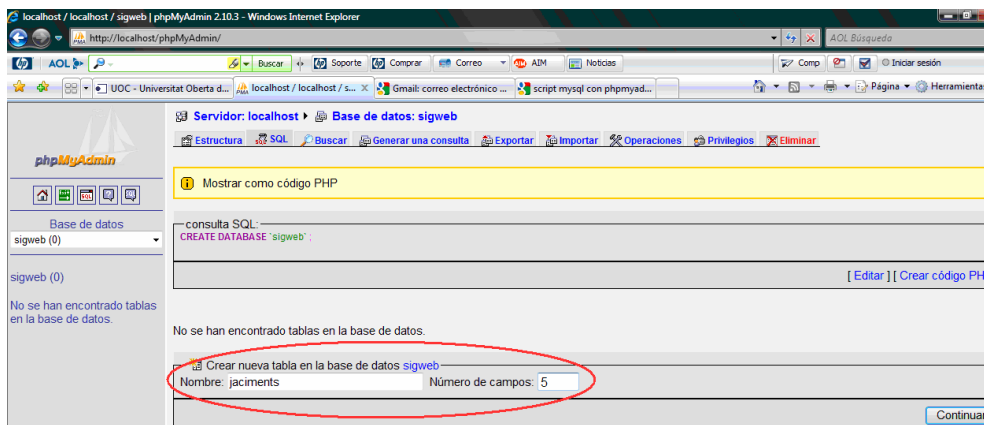 localhost / localhost / sigweb | phpMyAdmin 2.10.3 - Windows Internet Explorer
http://localhost/phpMyAdmin/
AOL Búsqueda
AOL
Buscar
Soporte
Comprar
Correo
AIM
Noticias
Comp
Iniciar sesión
UOC - Universitat Oberta d...
localhost / localhost / s...
Gmail: correo electrónico ...
script mysql con phpmyad...
Página
Herramienta
phpMyAdmin
Base de datos
sigweb (0)
sigweb (0)
No se han encontrado tablas
en la base de datos.
Servidor: localhost
Base de datos: sigweb
Estructura
SQL
Buscar
Generar una consulta
Exportar
Importar
Operaciones
Privilegios
Eliminar
Mostrar como código PHP
consulta SQL:
CREATE DATABASE `sigweb` ;
[ Editar ] [ Crear código PH
No se han encontrado tablas en la base de datos.
Crear nueva tabla en la base de datos sigweb
Nombre: jaciments Número de campos: 5
Continuar